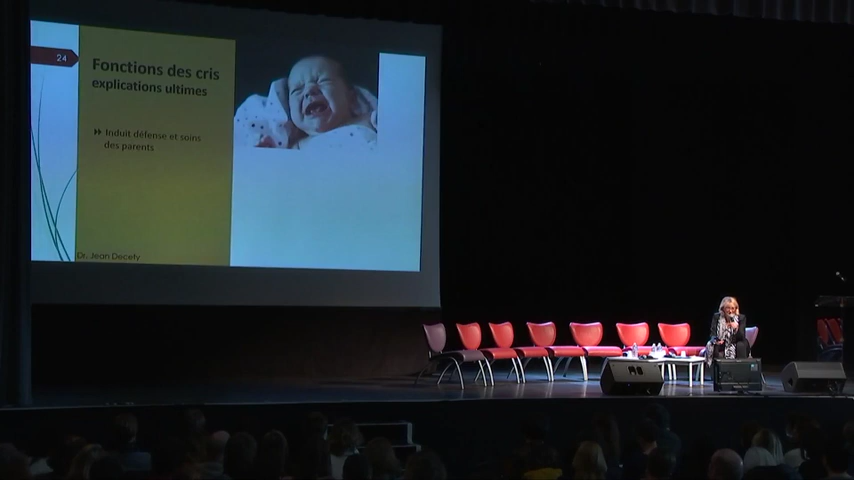 24
Fonctions des cris
explications ultimes
Induit défense et soins
des parents
Dr. Jean Decety